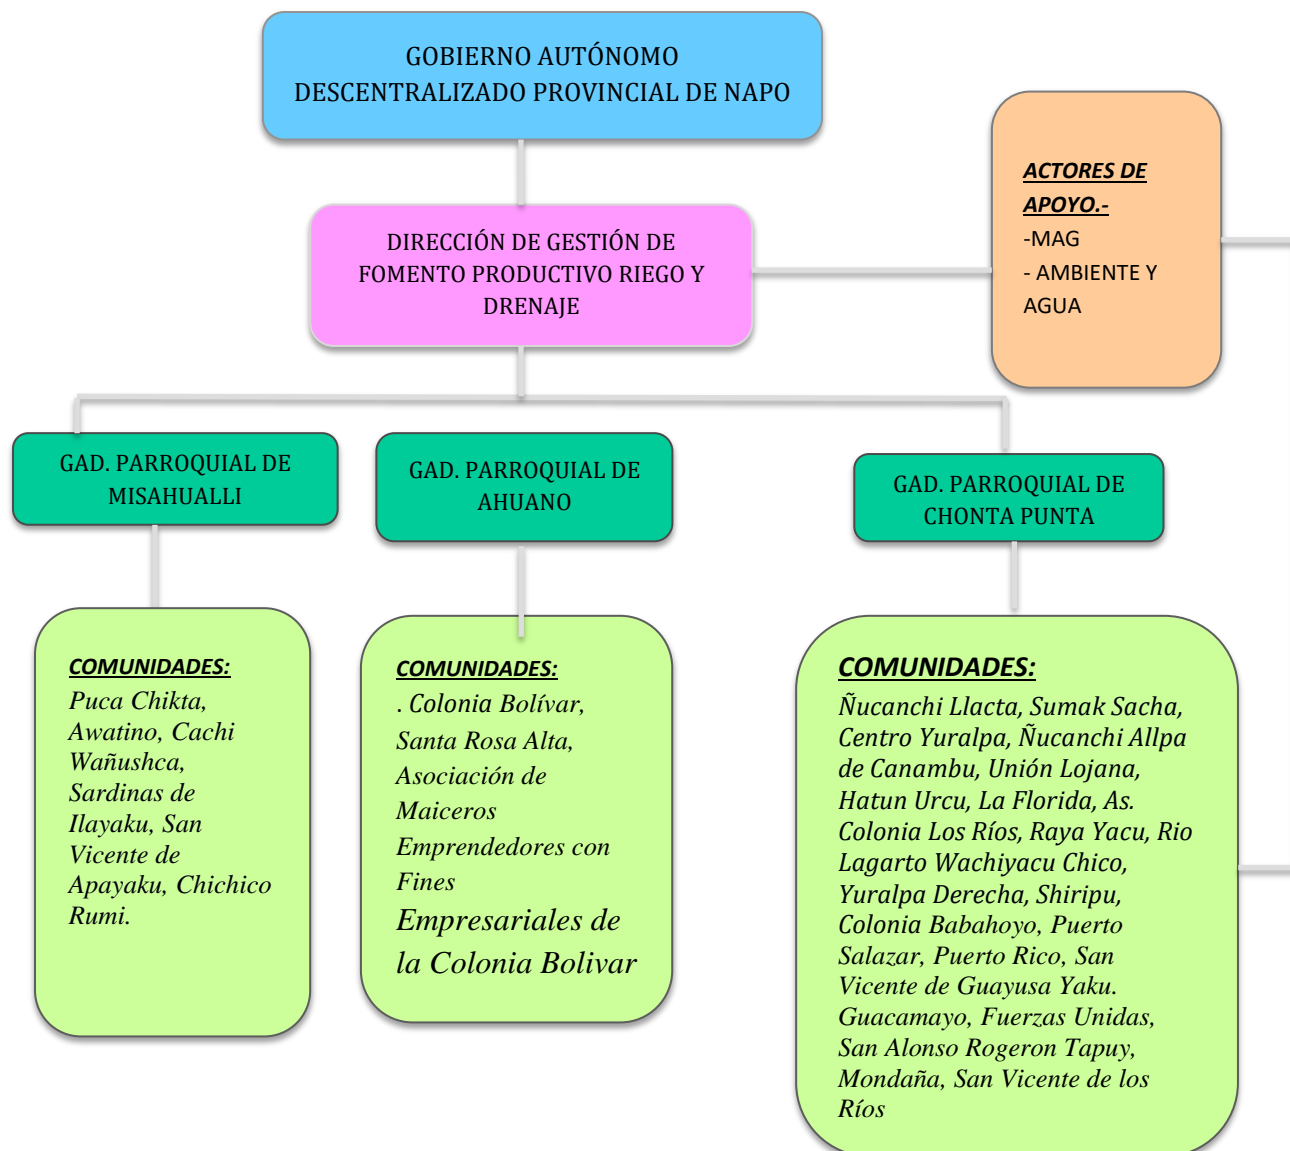 GOBIERNO AUTÓNOMO
DESCENTRALIZADO PROVINCIAL DE NAPO
DIRECCIÓN DE GESTIÓN DE
FOMENTO PRODUCTIVO RIEGO Y
DRENAJE
ACTORES DE
APOYO.-
-MAG
- AMBIENTE Y
AGUA
GAD. PARROQUIAL DE
MISAHUALLI
GAD. PARROQUIAL DE
AHUANO
GAD. PARROQUIAL DE
CHONTA PUNTA
COMUNIDADES:
Puca Chikta,
Awatino, Cachi
Wañushca,
Sardinas de
Ilayaku, San
Vicente de
Apayaku, Chichico
Rumi.
COMUNIDADES:
. Colonia Bolívar,
Santa Rosa Alta,
Asociación de
Maiceros
Emprendedores con
Fines
Empresariales de
la Colonia Bolivar
COMUNIDADES:
Ñucanchi Llacta, Sumak Sacha,
Centro Yuralpa, Ñucanchi Allpa
de Canambu, Unión Lojana,
Hatun Urcu, La Florida, As.
Colonia Los Ríos, Raya Yacu, Rio
Lagarto Wachiyacu Chico,
Yuralpa Derecha, Shiripu,
Colonia Babahoyo, Puerto
Salazar, Puerto Rico, San
Vicente de Guayusa Yaku.
Guacamayo, Fuerzas Unidas,
San Alonso Rogeron Tapuy,
Mondaña, San Vicente de los
Ríos